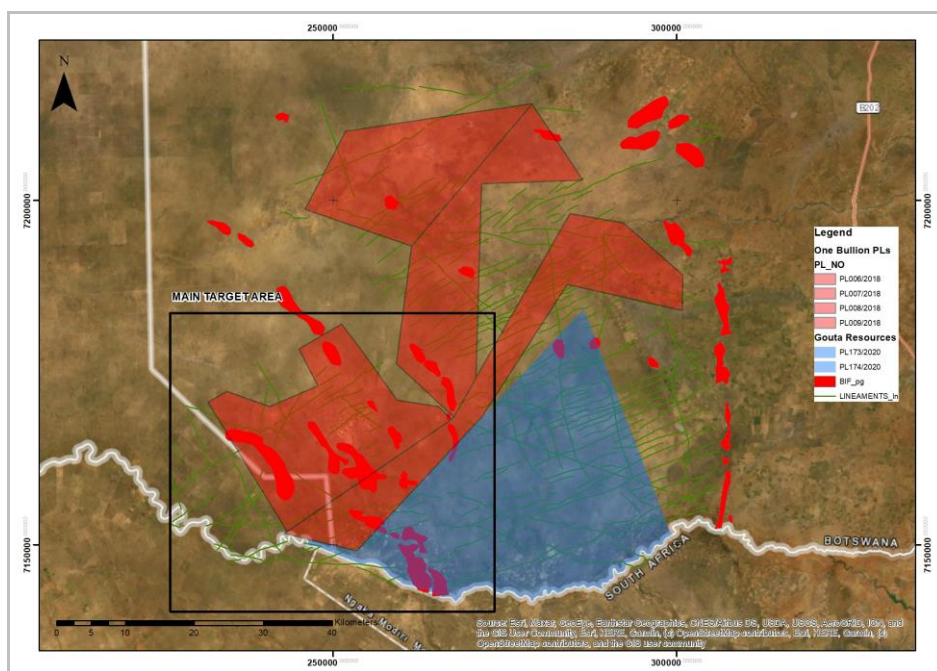 250000
300000
N
B202
7200000
7200000
Legend
One Bullion PLs
PL_NO
PL006/2018
PL007/2018
PL008/2018
PL009/2018
Gouta Resources
PL173/2020
PL174/2020
BIF_pg
LINEAMENTS_ln
MAIN TARGET AREA
7150000
7150000
BOTSWANA
SOUTH AFRICA
Kilometers
0 5 10 20 30 40
Source: Esri, Maxar, GeoEye, Earthstar Geographics, CNES/Airbus DS, USDA, USGS, AeroGRID, IGN, and
the GIS User Community, Esri, HERE, Garmin, (c) OpenStreetMap contributors, Esri, HERE, Garmin, (c)
OpenStreetMap contributors, and the GIS user community
250000
300000